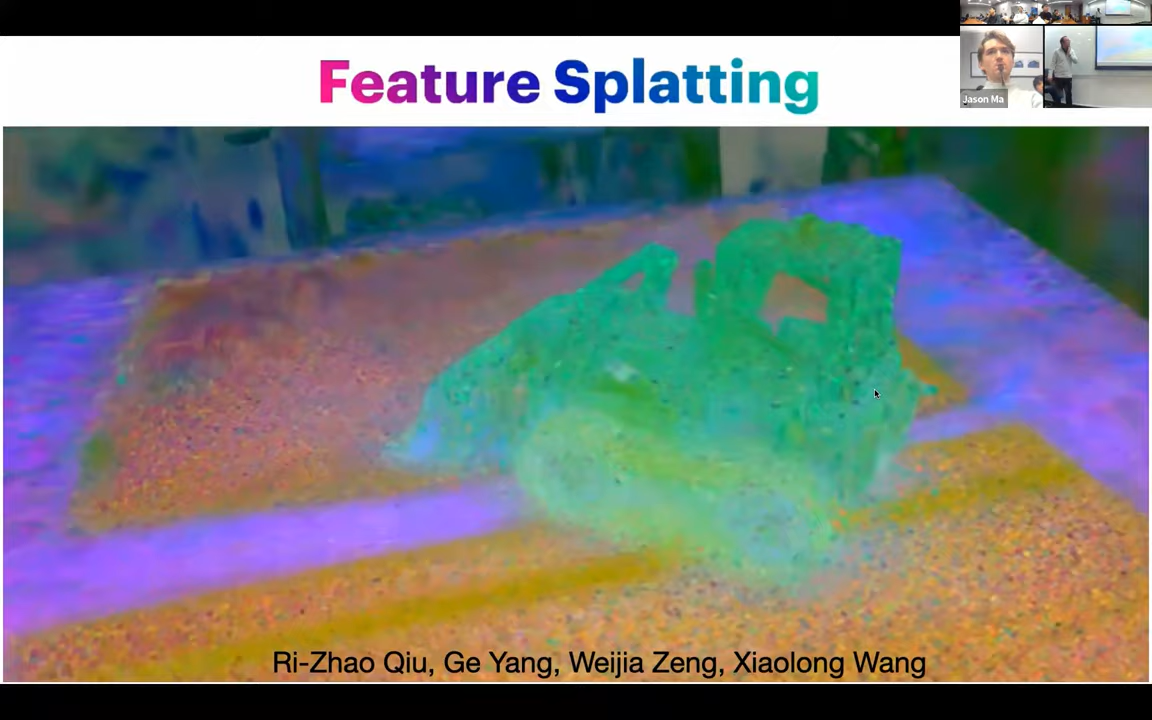 Feature Splatting
Jason Ma
Ri-Zhao Qiu, Ge Yang, Weijia Zeng, Xiaolong Wang